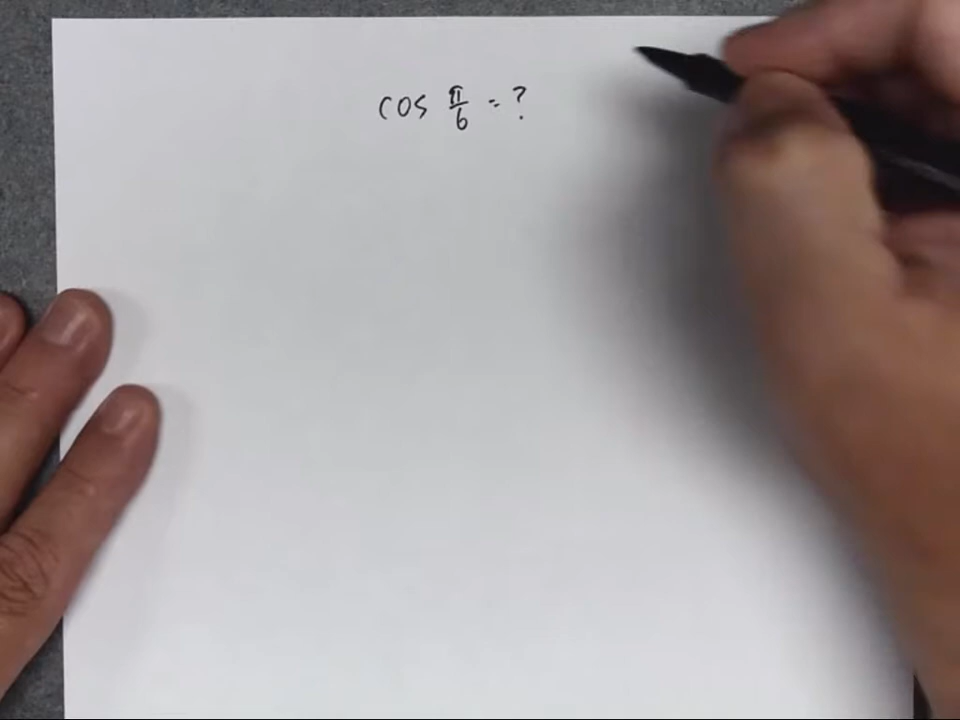 cos π/6 = ?